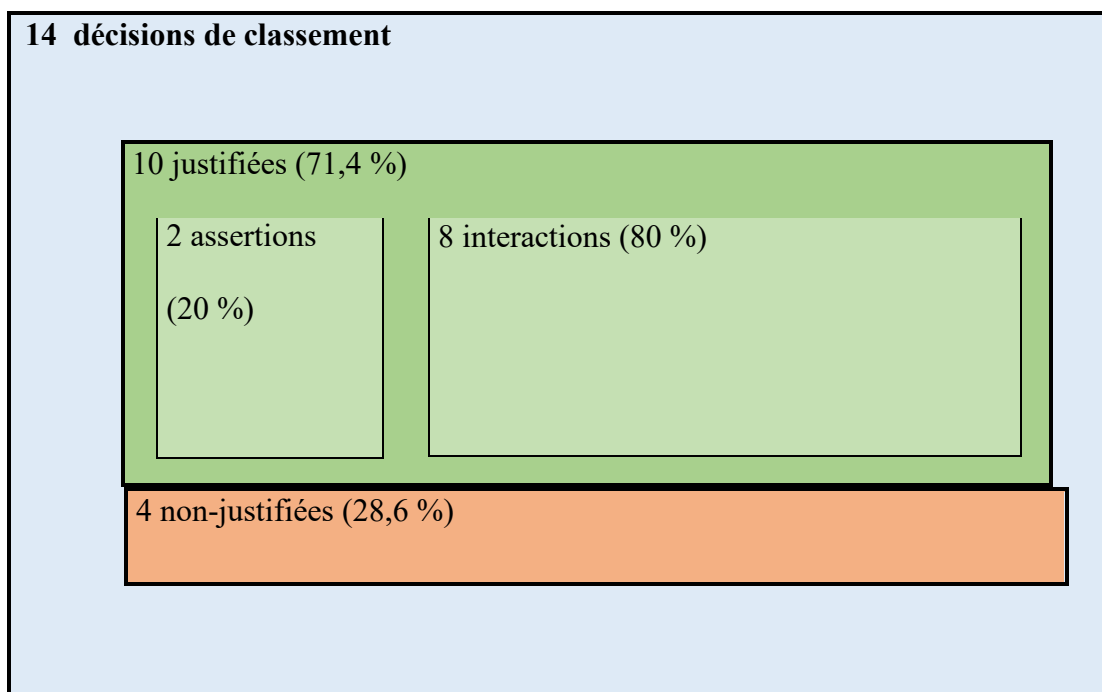 14 décisions de classement
10 justifiées (71,4 %)
2 assertions
(20 %)
8 interactions (80 %)
4 non-justifiées (28,6 %)